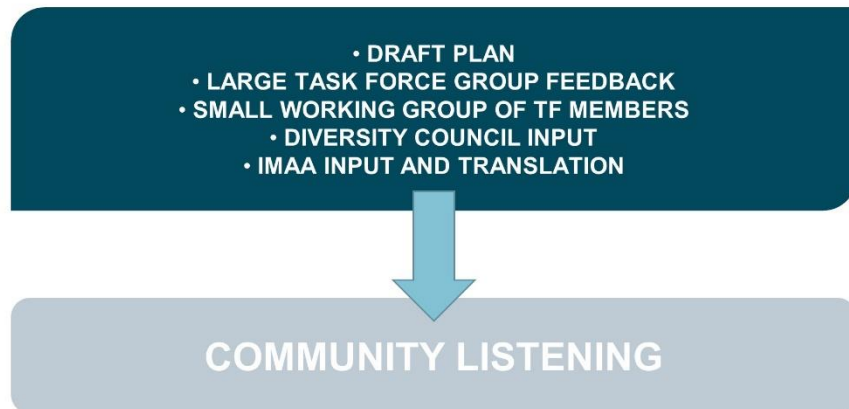 • DRAFT PLAN
• LARGE TASK FORCE GROUP FEEDBACK
• SMALL WORKING GROUP OF TF MEMBERS
• DIVERSITY COUNCIL INPUT
• IMAA INPUT AND TRANSLATION
COMMUNITY LISTENING